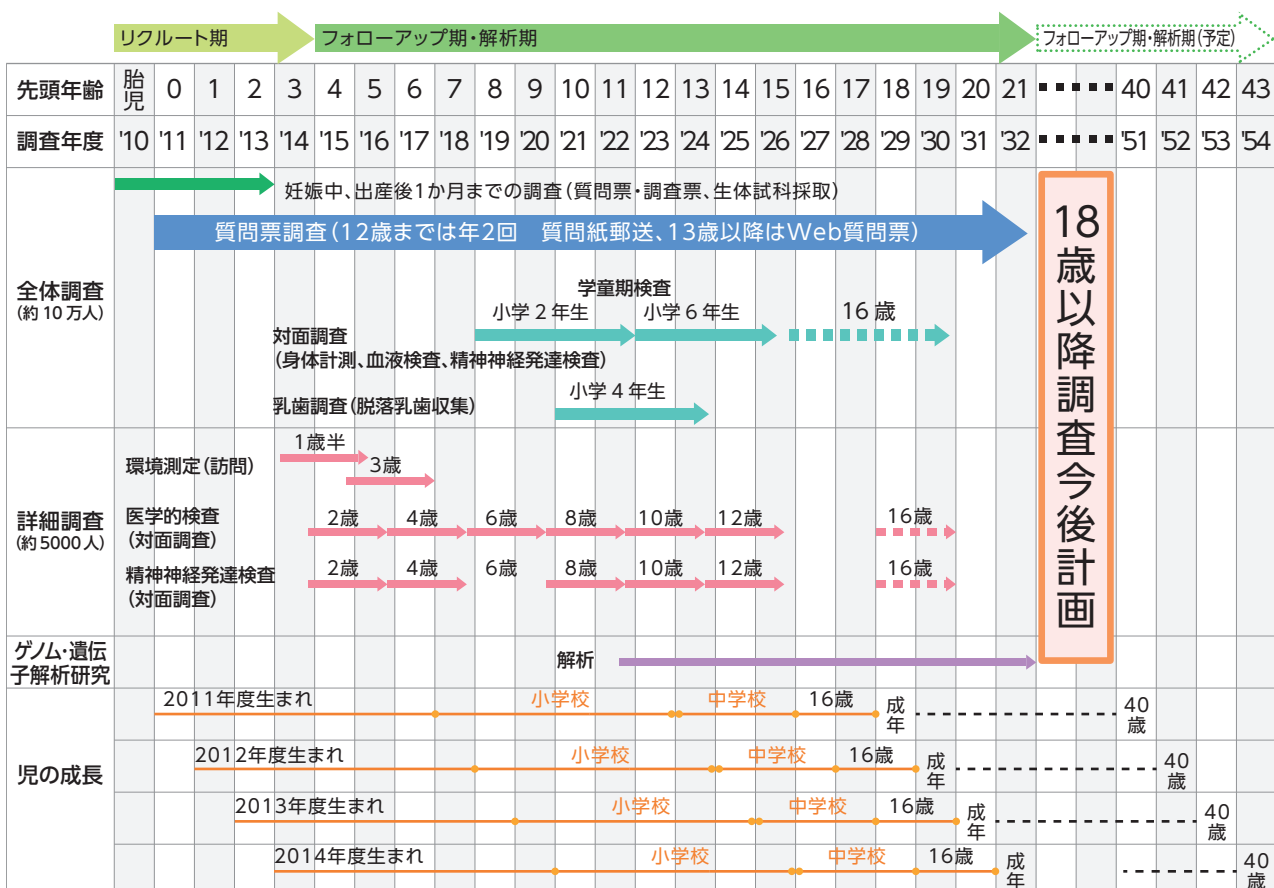 リクルート期 フォローアップ期・解析期 フォローアップ期・解析期(予定)
先頭年齢 胎児 0 1 2 3 4 5 6 7 8 9 10 11 12 13 14 15 16 17 18 19 20 21 40 41 42 43
調査年度 '10 '11 '12 '13 '14 '15 '16 '17 '18 '19 '20 '21 '22 '23 '24 '25 '26 '27 '28 '29 '30 '31 '32 '51 '52 '53 '54
妊娠中、出産後1か月までの調査(質問票・調査票、生体試料採取)
質問票調査(12歳までは年2回 質問紙郵送、13歳以降はWeb質問票)
18歳以降調査今後計画
全体調査
(約10万人)
学童期検査
小学2年生 小学6年生 16歳
対面調査
(身体計測、血液検査、精神神経発達検査)
小学4年生
乳歯調査(脱落乳歯収集)
詳細調査
(約5000人)
1歳半
環境測定(訪問) 3歳
医学的検査
(対面調査)
2歳 4歳 6歳 8歳 10歳 12歳 16歳
精神神経発達検査
(対面調査)
2歳 4歳 6歳 8歳 10歳 12歳 16歳
ゲノム・遺伝
子解析研究
解析
児の成長
2011年度生まれ 小学校 中学校 16歳 成年 40歳
2012年度生まれ 小学校 中学校 16歳 成年 40歳
2013年度生まれ 小学校 中学校 16歳 成年 40歳
2014年度生まれ 小学校 中学校 16歳 成年 40歳